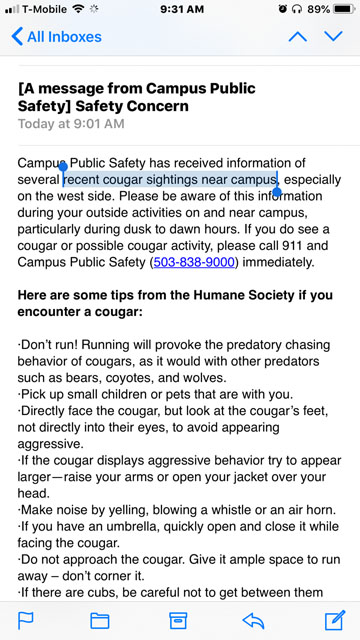 T-Mobile 9:31 AM 89%
All Inboxes
[A message from Campus Public
Safety] Safety Concern
Today at 9:01 AM
Campus Public Safety has received information of
several recent cougar sightings near campus, especially
on the west side. Please be aware of this information
during your outside activities on and near campus,
particularly during dusk to dawn hours. If you do see a
cougar or possible cougar activity, please call 911 and
Campus Public Safety (503-838-9000) immediately.
Here are some tips from the Humane Society if you
encounter a cougar:
·Don't run! Running will provoke the predatory chasing
behavior of cougars, as it would with other predators
such as bears, coyotes, and wolves.
·Pick up small children or pets that are with you.
·Directly face the cougar, but look at the cougar's feet,
not directly into their eyes, to avoid appearing
aggressive.
·If the cougar displays aggressive behavior try to appear
larger—raise your arms or open your jacket over your
head.
·Make noise by yelling, blowing a whistle or an air horn.
·If you have an umbrella, quickly open and close it while
facing the cougar.
·Do not approach the cougar. Give it ample space to run
away – don't corner it.
·If there are cubs, be careful not to get between them